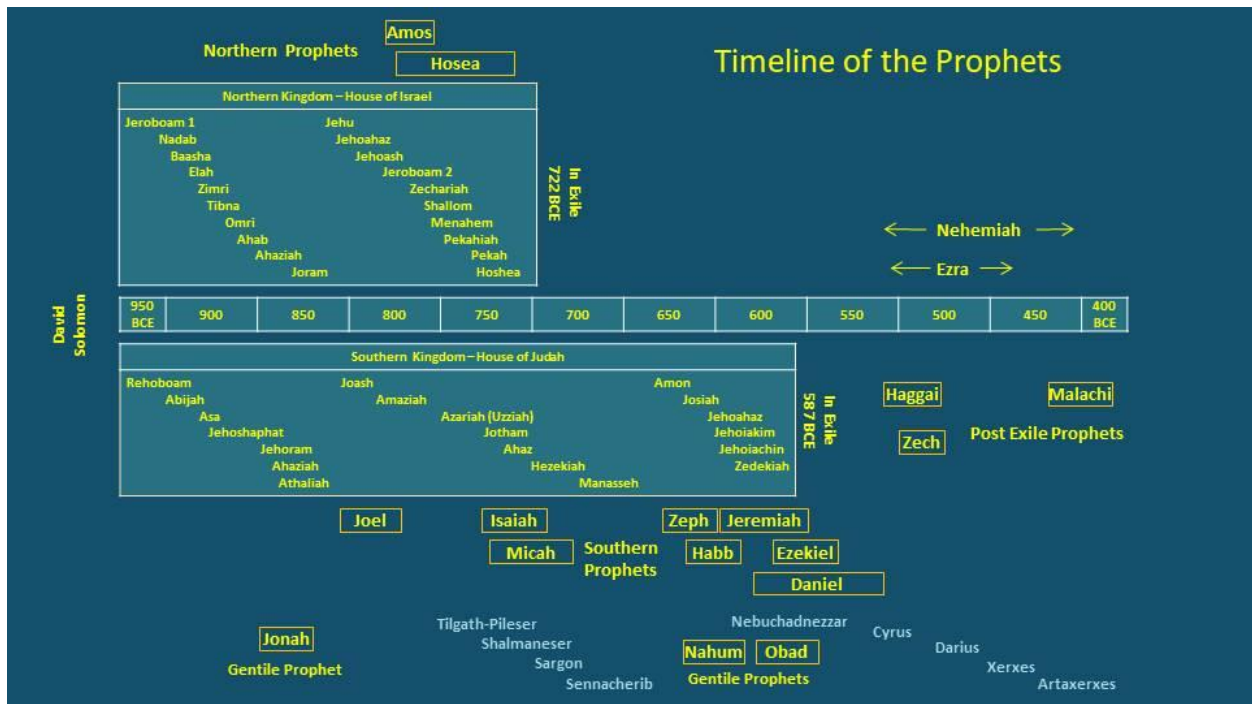 Timeline of the Prophets
Northern Prophets
Amos
Hosea
Northern Kingdom – House of Israel
Jeroboam 1
Nadab
Baasha
Elah
Zimri
Tibna
Omri
Ahab
Ahaziah
Joram
Jehu
Jehoahaz
Jehoash
Jeroboam 2
Zechariah
Shallom
Menahem
Pekahiah
Pekah
Hoshea
In Exile
722 BCE
Nehemiah
Ezra
David
Solomon
950 BCE 900 850 800 750 700 650 600 550 500 450 400 BCE
Southern Kingdom – House of Judah
Rehoboam
Abijah
Asa
Jehoshaphat
Jehoram
Ahaziah
Athaliah
Joash
Amaziah
Azariah (Uzziah)
Jotham
Ahaz
Hezekiah
Manasseh
Amon
Josiah
Jehoahaz
Jehoiakim
Jehoiachin
Zedekiah
In Exile
587 BCE
Haggai
Malachi
Zech
Post Exile Prophets
Joel
Isaiah
Micah
Southern
Prophets
Zeph
Jeremiah
Habb
Ezekiel
Daniel
Jonah
Gentile Prophet
Tilgath-Pileser
Shalmaneser
Sargon
Sennacherib
Nebuchadnezzar
Nahum
Obad
Gentile Prophets
Cyrus
Darius
Xerxes
Artaxerxes